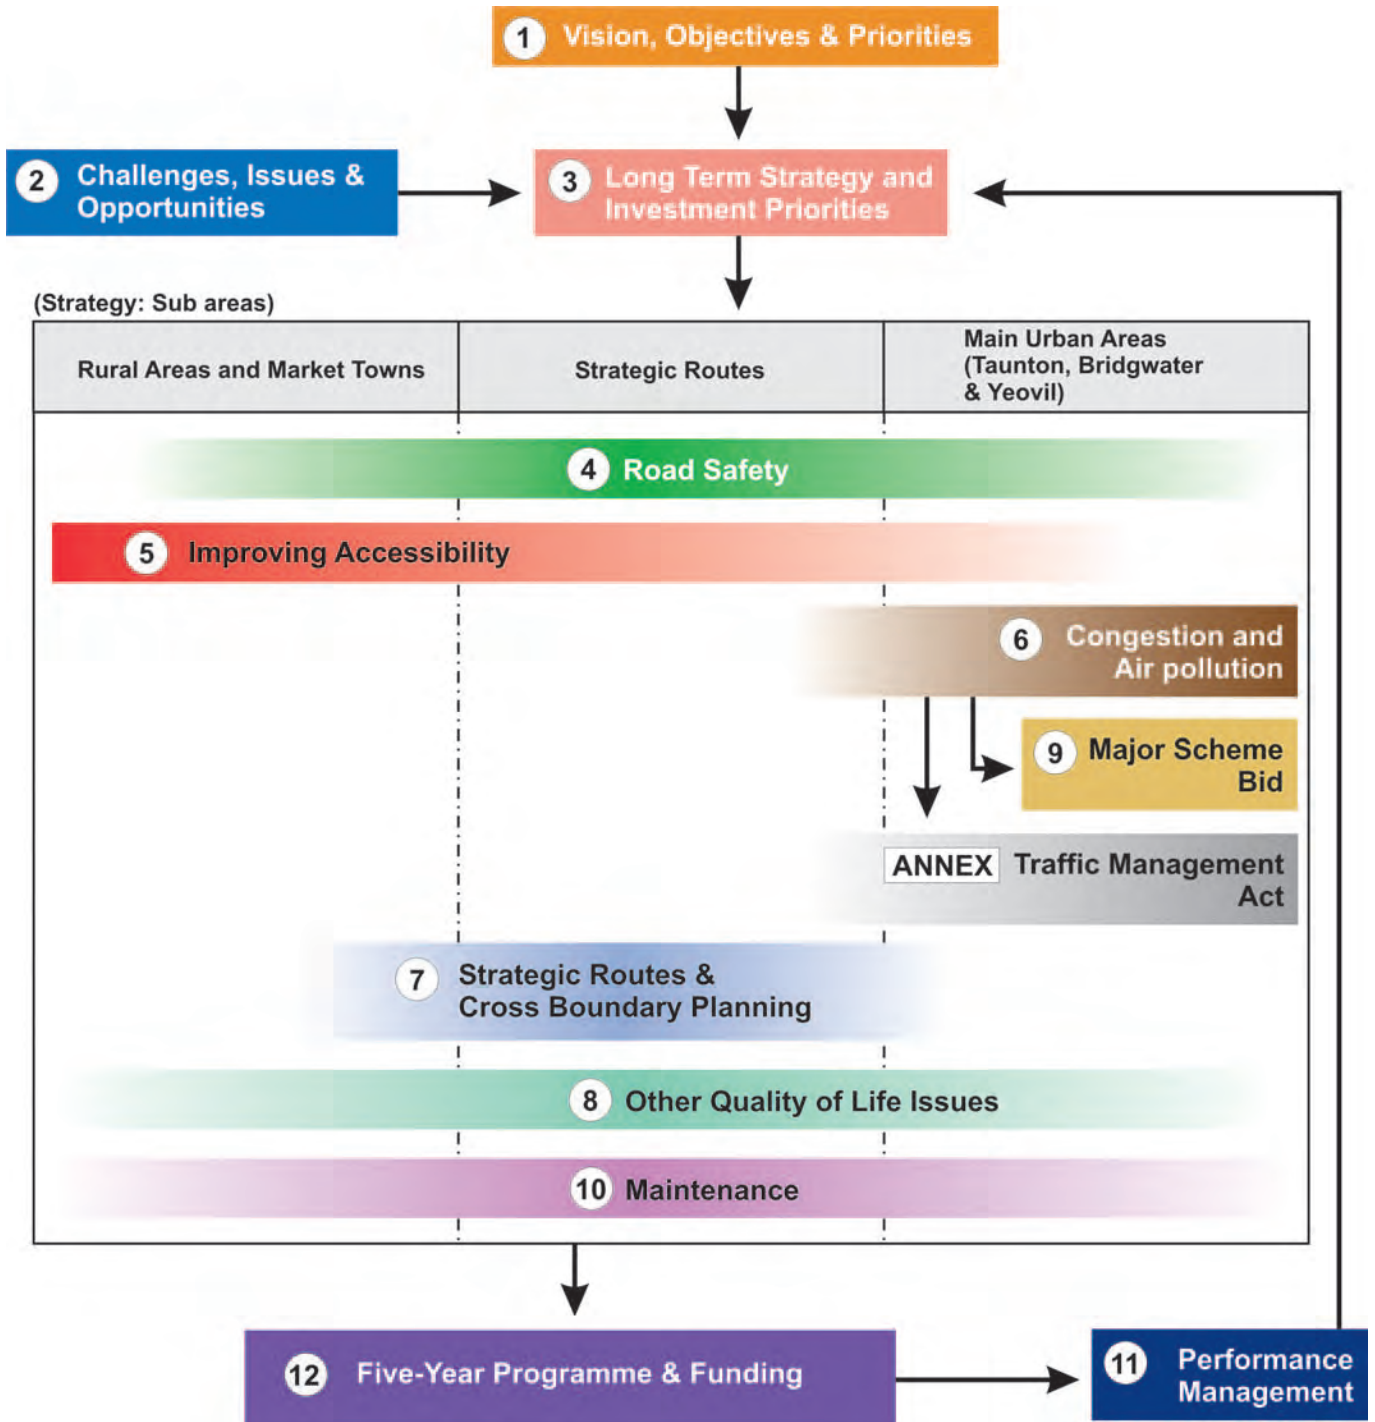 1 Vision, Objectives & Priorities
2 Challenges, Issues &
Opportunities
3 Long Term Strategy and
Investment Priorities
(Strategy: Sub areas)
Rural Areas and Market Towns
Strategic Routes
Main Urban Areas
(Taunton, Bridgwater
& Yeovil)
4 Road Safety
5 Improving Accessibility
6 Congestion and
Air pollution
9 Major Scheme
Bid
ANNEX Traffic Management
Act
7 Strategic Routes &
Cross Boundary Planning
8 Other Quality of Life Issues
10 Maintenance
12 Five-Year Programme & Funding
11 Performance
Management